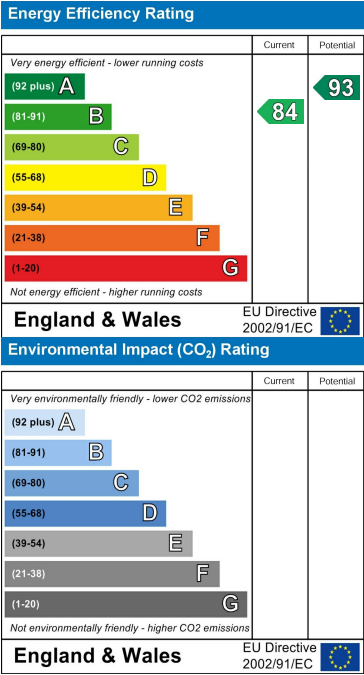 Energy Efficiency Rating
Current Potential
Very energy efficient - lower running costs
(92 plus) A
93
(81-91) B
84
(69-80) C
(55-68) D
(39-54) E
(21-38) F
(1-20) G
Not energy efficient - higher running costs
England & Wales
EU Directive
2002/91/EC
Environmental Impact (CO₂) Rating
Current Potential
Very environmentally friendly - lower CO2 emissions
(92 plus) A
(81-91) B
(69-80) C
(55-68) D
(39-54) E
(21-38) F
(1-20) G
Not environmentally friendly - higher CO2 emissions
England & Wales
EU Directive
2002/91/EC